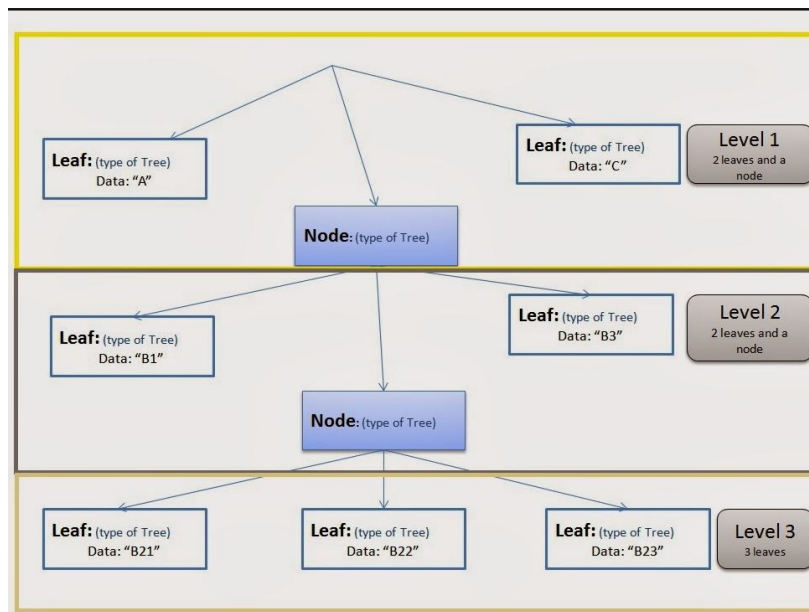 Leaf: (type of Tree)
Data: “A”
Leaf: (type of Tree)
Data: “C”
Level 1
2 leaves and a
node
Node: (type of Tree)
Leaf: (type of Tree)
Data: “B1”
Leaf: (type of Tree)
Data: “B3”
Level 2
2 leaves and a
node
Node: (type of Tree)
Leaf: (type of Tree)
Data: “B21”
Leaf: (type of Tree)
Data: “B22”
Leaf: (type of Tree)
Data: “B23”
Level 3
3 leaves